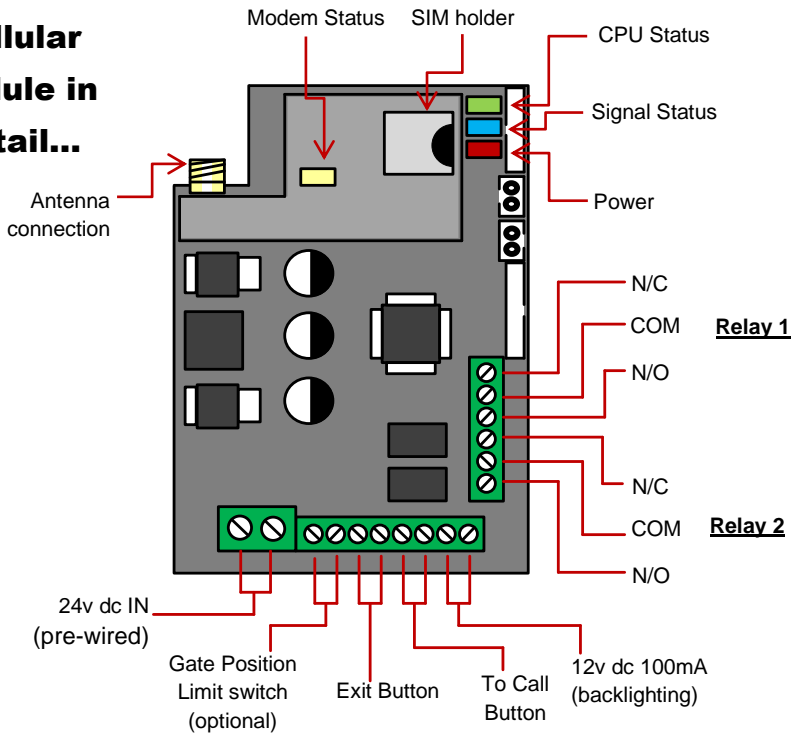 llular
lule in
tail...
Modem Status
SIM holder
CPU Status
Signal Status
Power
Antenna
connection
N/C
COM
Relay 1
N/O
N/C
COM
Relay 2
N/O
24v dc IN
(pre-wired)
Gate Position
Limit switch
(optional)
Exit Button
To Call
Button
12v dc 100mA
(backlighting)